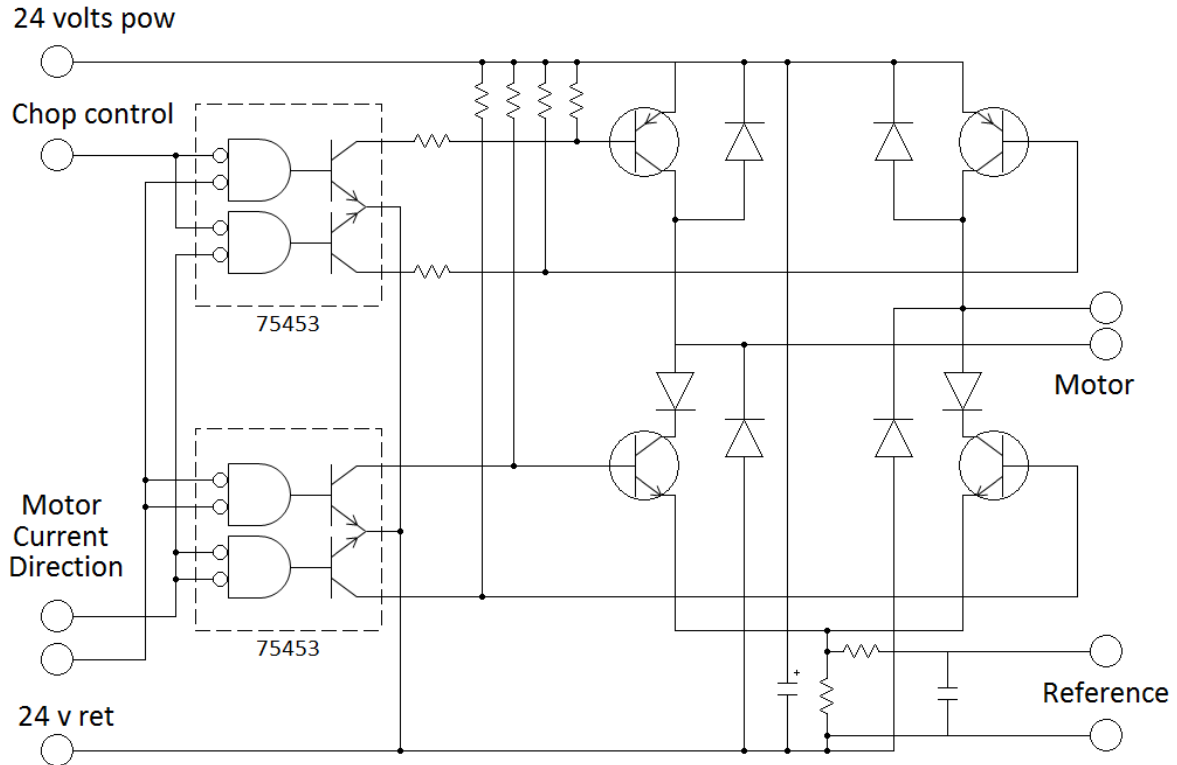 24 volts pow
Chop control
75453
Motor
Motor
Current
Direction
75453
Reference
24 v ret
+